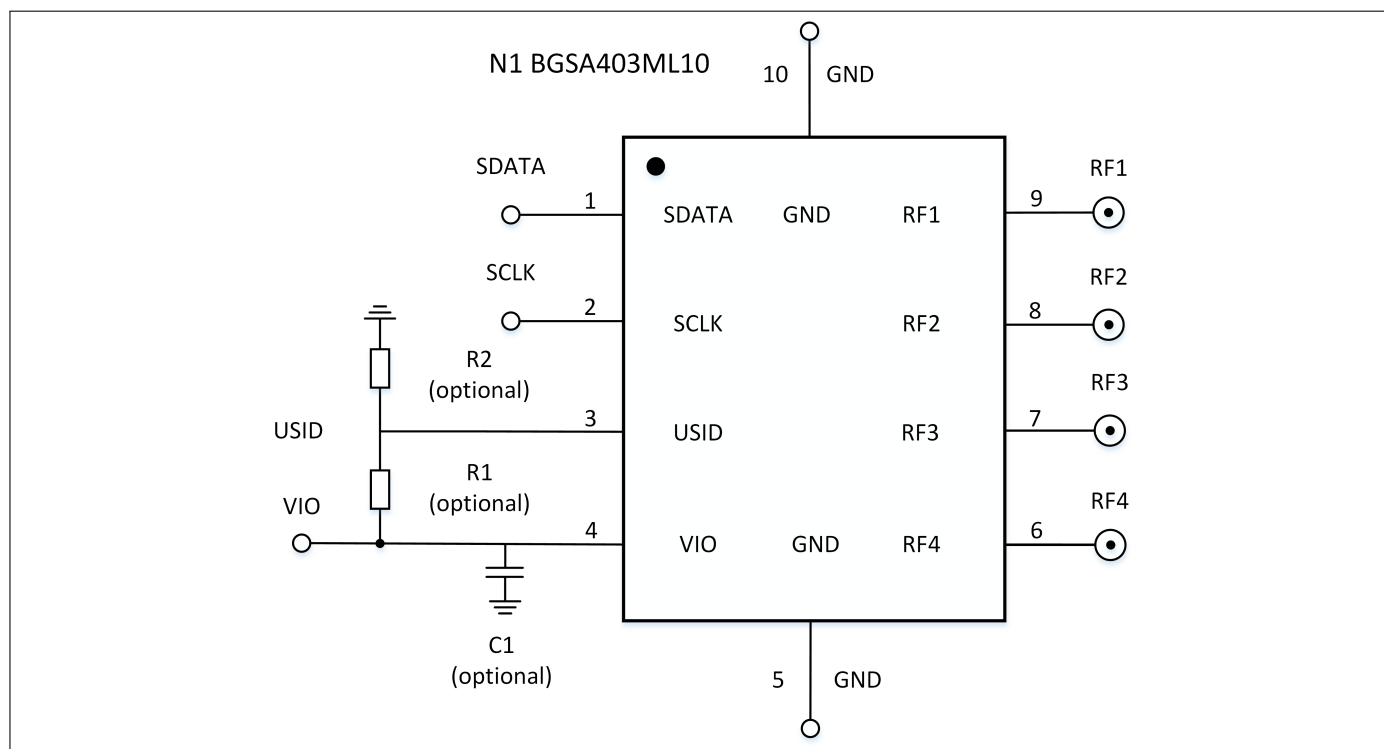 N1 BGSA403ML10
10 GND
SDATA
1
SDATA GND RF1
9
RF1
SCLK
2
SCLK
RF2
8
RF2
R2
(optional)
USID
3
USID
RF3
7
RF3
R1
(optional)
VIO
4
VIO GND RF4
6
RF4
C1
(optional)
5 GND